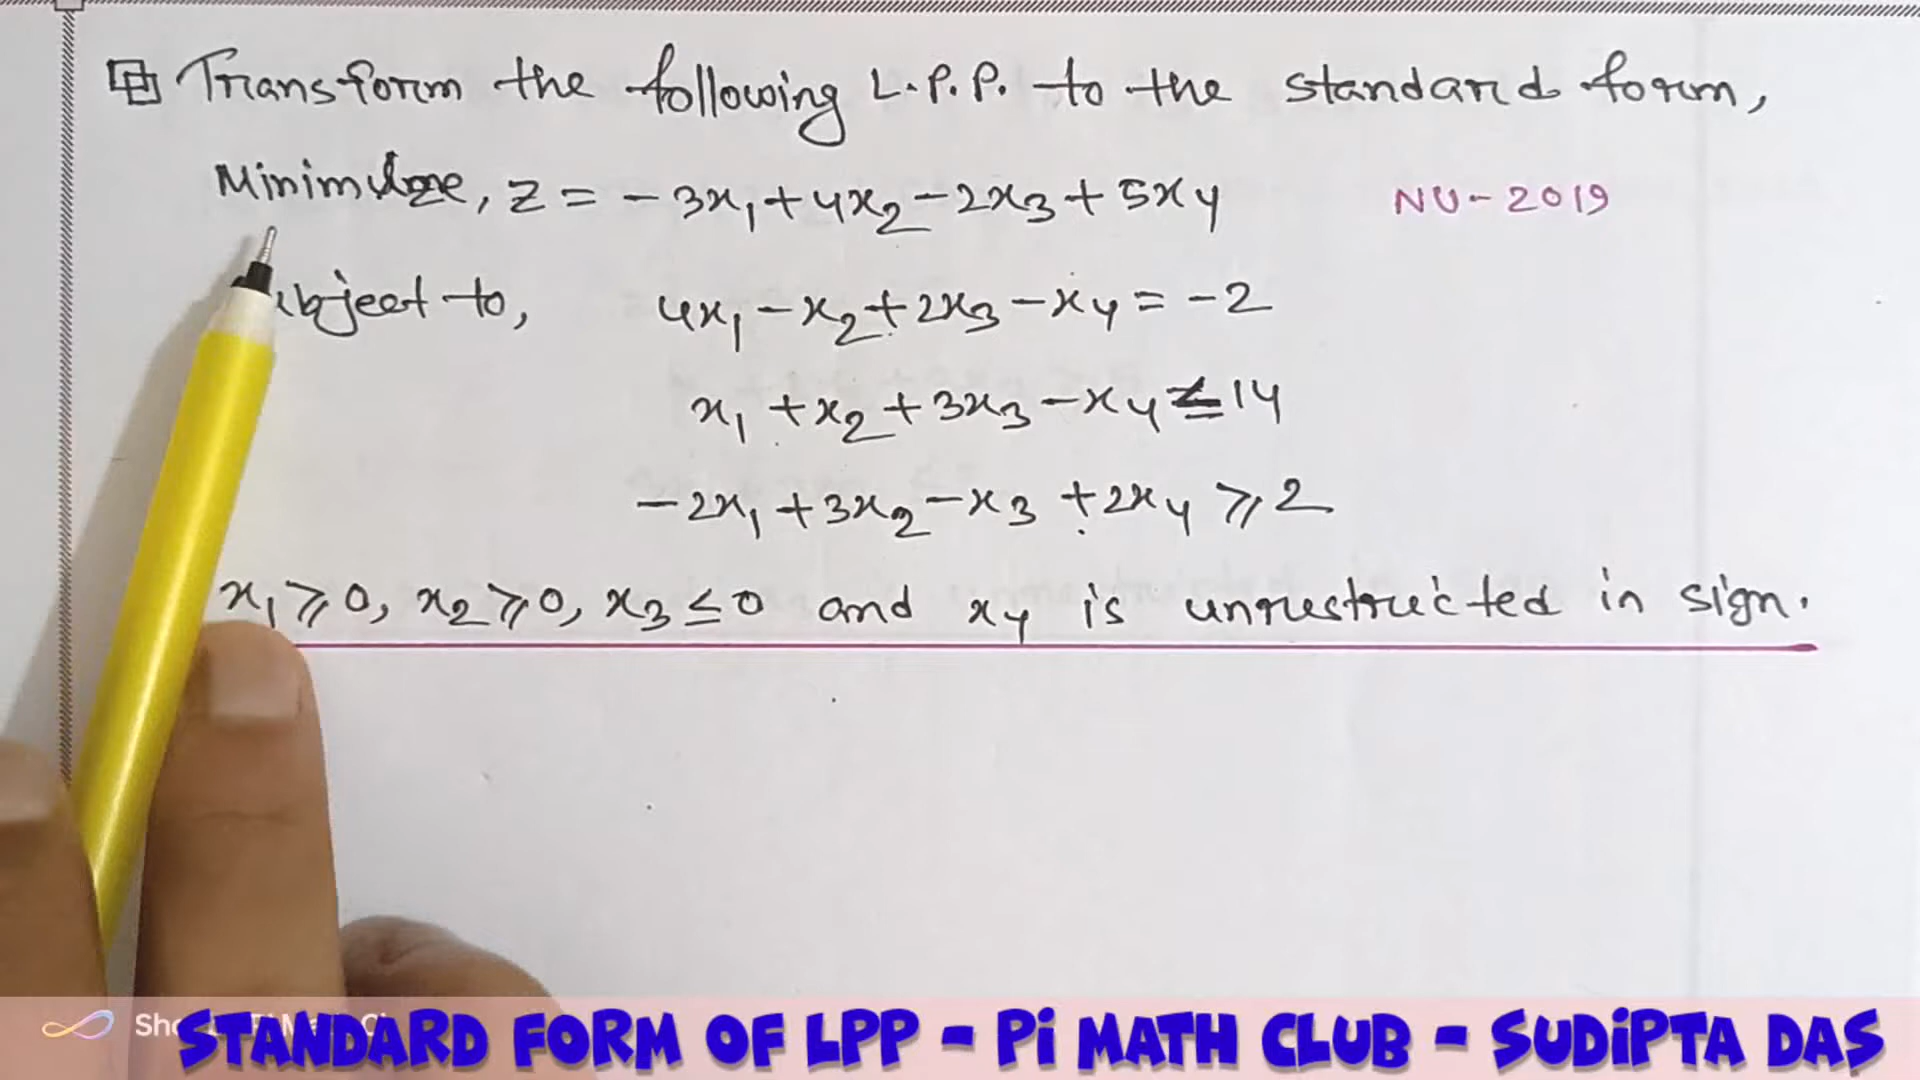 Transform the following L.P.P. to the standard form,
Minimize, z = -3x₁ + 4x₂ - 2x₃ + 5x₄
NU-2019
ubject to, 4x₁ - x₂ + 2x₃ - x₄ = -2
x₁ + x₂ + 3x₃ - x₄ ≤ 14
-2x₁ + 3x₂ - x₃ + 2x₄ ≥ 2
x₁ ≥ 0, x₂ ≥ 0, x₃ ≤ 0 and x₄ is unrestricted in sign.
STANDARD FORM OF LPP - Pi MATH CLUB - SUDiPTA DAS